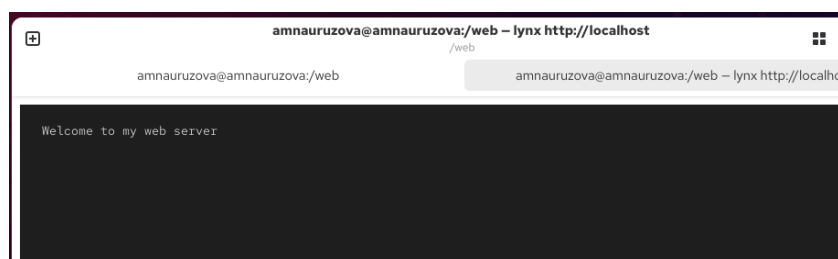 amnauruzova@amnauruzova:/web — lynx http://localhost
/web
amnauruzova@amnauruzova:/web
amnauruzova@amnauruzova:/web — lynx http://localho
Welcome to my web server